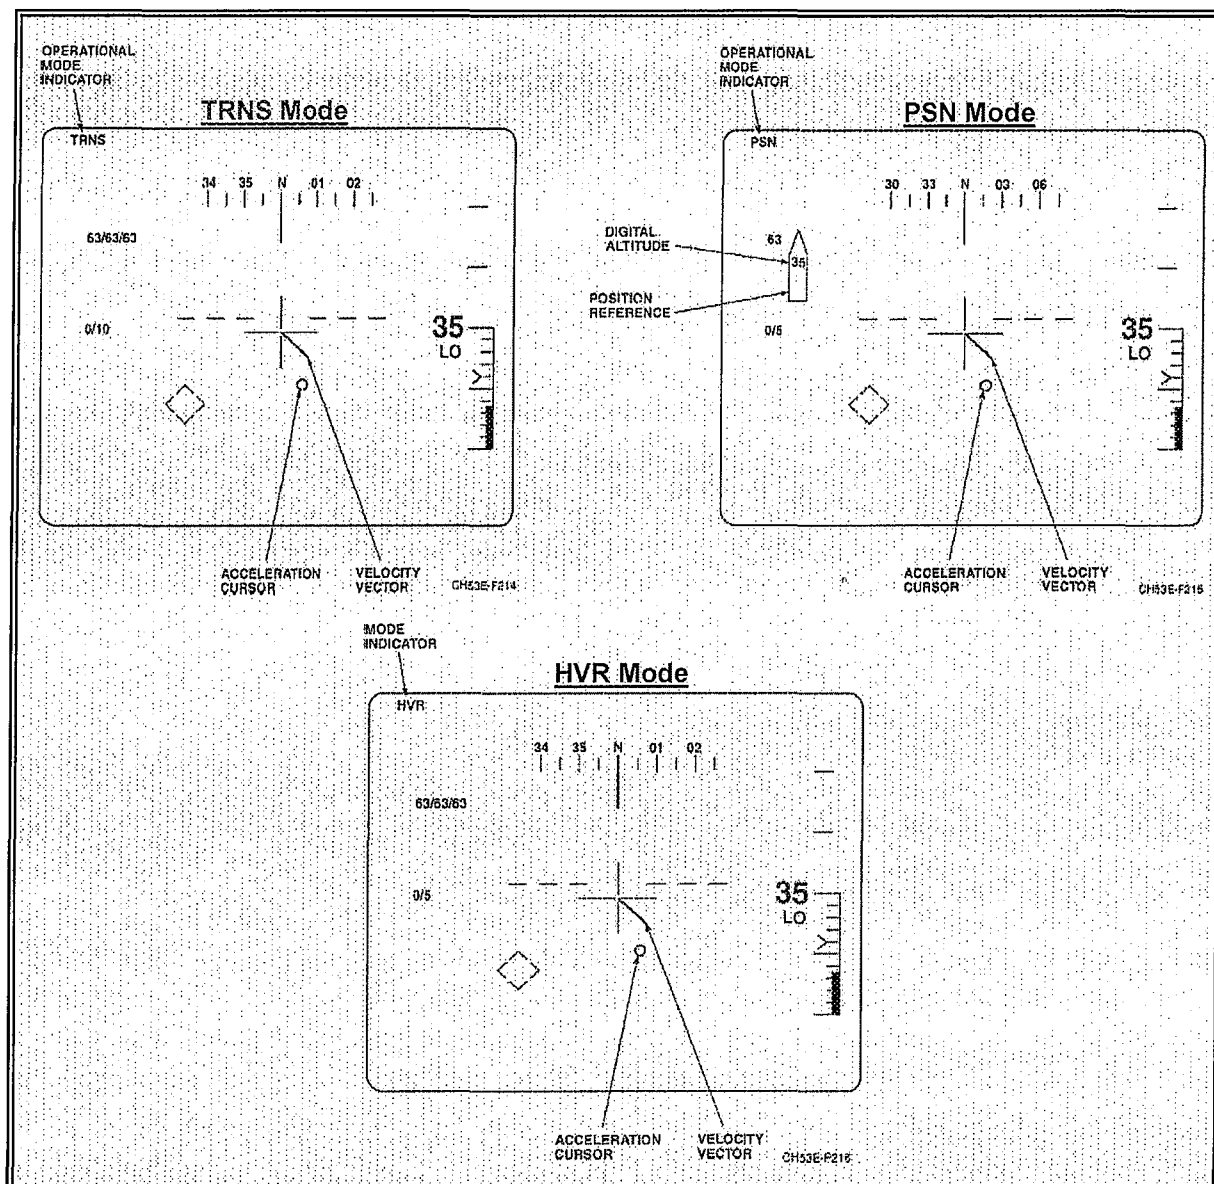 OPERATIONAL
MODE
INDICATOR
TRNS Mode
TRNS
34 35 N 01 02
63/63/63
0/10
35
LO
ACCELERATION
CURSOR
VELOCITY
VECTOR
CH53E-F214
OPERATIONAL
MODE
INDICATOR
PSN Mode
PSN
30 33 N 03 06
DIGITAL
ALTITUDE
63
35
POSITION
REFERENCE
0/5
35
LO
ACCELERATION
CURSOR
VELOCITY
VECTOR
CH53E-F215
MODE
INDICATOR
HVR Mode
HVR
34 35 N 01 02
63/63/63
0/5
35
LO
ACCELERATION
CURSOR
VELOCITY
VECTOR
CH53E-F216